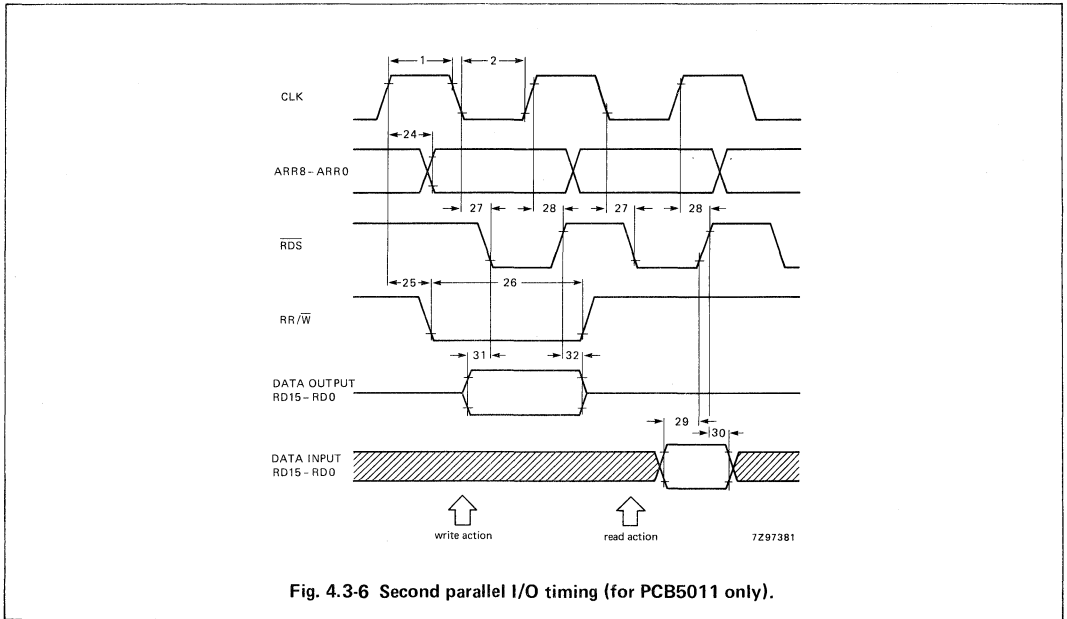 1 2
CLK
24
ARR8–ARR0
27 28 27 28
RDS
25 26
RR/W
31 32
DATA OUTPUT
RD15–RD0
29
30
DATA INPUT
RD15–RD0
write action read action 7Z97381
Fig. 4.3-6 Second parallel I/O timing (for PCB5011 only).